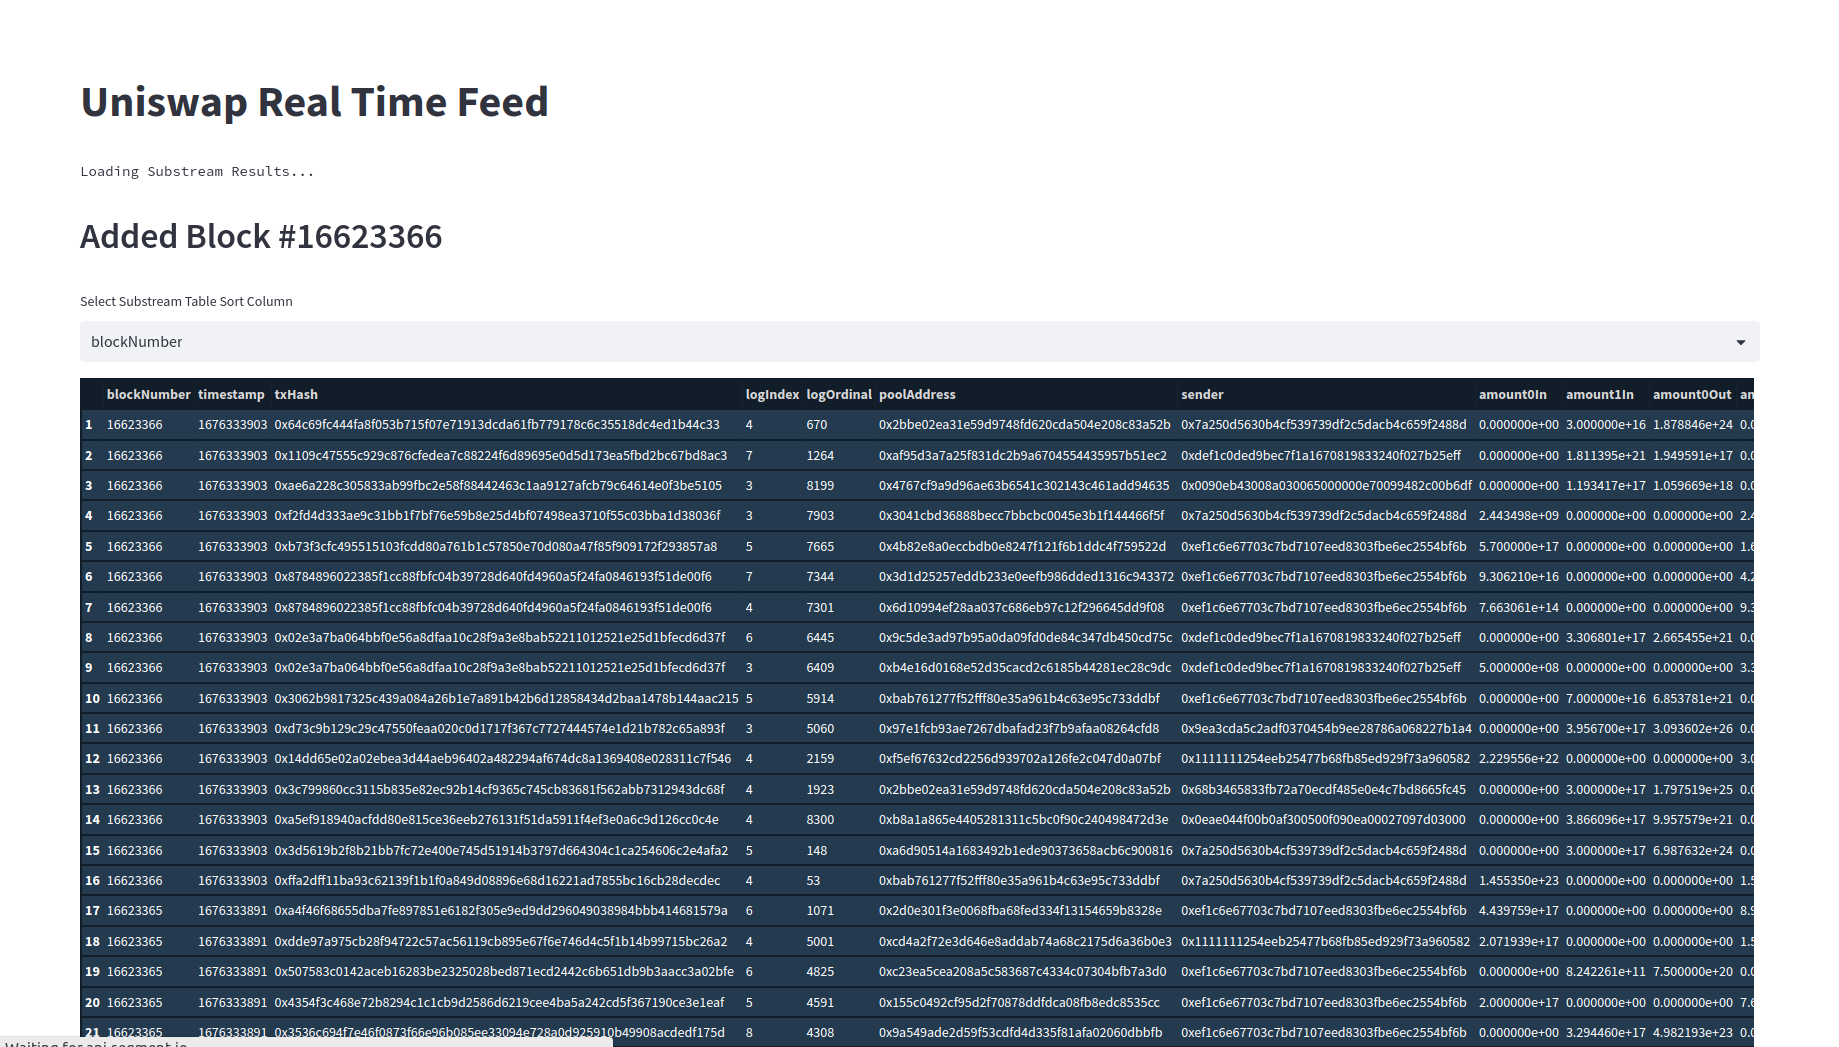 Uniswap Real Time Feed
Loading Substream Results...
Added Block #16623366
Select Substream Table Sort Column
blockNumber
blockNumber timestamp txHash logIndex logOrdinal poolAddress sender amount0In amount1In amount0Out an
1 16623366 1676333903 0x64c69fc444fa8f053b715f07e71913dcda61fb779178c6c35518dc4ed1b44c33 4 670 0x2bbe02ea31e59d9748fd620cda504e208c83a52b 0x7a250d5630b4cf539739df2c5dacb4c659f2488d 0.000000e+00 3.000000e+16 1.878846e+24 0.0
2 16623366 1676333903 0x1109c47555c929c876cfedea7c88224f6d89695e0d5d173ea5fbd2bc67bd8ac3 7 1264 0xaf95d3a7a25f831dc2b9a6704554435957b51ec2 0xdef1c0ded9bec7f1a1670819833240f027b25eff 0.000000e+00 1.811395e+21 1.949591e+17 0.0
3 16623366 1676333903 0xae6a228c305833ab99fbc2e58f88442463c1aa9127afcb79c64614e0f3be5105 3 8199 0x4767cf9a9d96ae63b6541c302143c461add94635 0x0090eb43008a030065000000e70099482c00b6df 0.000000e+00 1.193417e+17 1.059669e+18 0.0
4 16623366 1676333903 0xf2fd4d333ae9c31bb1f7bf76e59b8e25d4bf07498ea3710f55c03bba1d38036f 3 7903 0x3041cbd36888becc7bbcbc0045e3b1f144466f5f 0x7a250d5630b4cf539739df2c5dacb4c659f2488d 2.443498e+09 0.000000e+00 0.000000e+00 2.4
5 16623366 1676333903 0xb73f3cfc495515103fcdd80a761b1c57850e70d080a47f85f909172f293857a8 5 7665 0x4b82e8a0eccbdb0e8247f121f6b1ddc4f759522d 0xef1c6e67703c7bd7107eed8303fbe6ec2554bf6b 5.700000e+17 0.000000e+00 0.000000e+00 1.6
6 16623366 1676333903 0x8784896022385f1cc88fbfc04b39728d640fd4960a5f24fa0846193f51de00f6 7 7344 0x3d1d25257eddb233e0eefb986dded1316c943372 0xef1c6e67703c7bd7107eed8303fbe6ec2554bf6b 9.306210e+16 0.000000e+00 0.000000e+00 4.2
7 16623366 1676333903 0x8784896022385f1cc88fbfc04b39728d640fd4960a5f24fa0846193f51de00f6 4 7301 0x6d10994ef28aa037c686eb97c12f296645dd9f08 0xef1c6e67703c7bd7107eed8303fbe6ec2554bf6b 7.663061e+14 0.000000e+00 0.000000e+00 9.3
8 16623366 1676333903 0x02e3a7ba064bbf0e56a8dfaa10c28f9a3e8bab52211012521e25d1bfecd6d37f 6 6445 0x9c5de3ad97b95a0da09fd0de84c347db450cd75c 0xdef1c0ded9bec7f1a1670819833240f027b25eff 0.000000e+00 3.306801e+17 2.665455e+21 0.0
9 16623366 1676333903 0x02e3a7ba064bbf0e56a8dfaa10c28f9a3e8bab52211012521e25d1bfecd6d37f 3 6409 0xb4e16d0168e52d35cacd2c6185b44281ec28c9dc 0xdef1c0ded9bec7f1a1670819833240f027b25eff 5.000000e+08 0.000000e+00 0.000000e+00 3.3
10 16623366 1676333903 0x3062b9817325c439a084a26b1e7a891b42b6d12858434d2baa1478b144aac215 5 5914 0xbab761277f52fff80e35a961b4c63e95c733ddbf 0xef1c6e67703c7bd7107eed8303fbe6ec2554bf6b 0.000000e+00 7.000000e+16 6.853781e+21 0.0
11 16623366 1676333903 0xd73c9b129c29c47550feaa020c0d1717f367c7727444574e1d21b782c65a893f 3 5060 0x97e1fcb93ae7267dbafad23f7b9afaa08264cfd8 0x9ea3cda5c2adf0370454b9ee28786a068227b1a4 0.000000e+00 3.956700e+17 3.093602e+26 0.0
12 16623366 1676333903 0x14dd65e02a02ebea3d44aeb96402a482294af674dc8a1369408e028311c7f546 4 2159 0xf5ef67632cd2256d939702a126fe2c047d0a07bf 0x1111111254eeb25477b68fb85ed929f73a960582 2.229556e+22 0.000000e+00 0.000000e+00 3.0
13 16623366 1676333903 0x3c799860cc3115b835e82ec92b14cf9365c745cb83681f562abb7312943dc68f 4 1923 0x2bbe02ea31e59d9748fd620cda504e208c83a52b 0x68b3465833fb72a70ecdf485e0e4c7bd8665fc45 0.000000e+00 3.000000e+17 1.797519e+25 0.0
14 16623366 1676333903 0xa5ef918940acfdd80e815ce36eeb276131f51da5911f4ef3e0a6c9d126cc0c4e 4 8300 0xb8a1a865e4405281311c5bc0f90c240498472d3e 0x0eae044f00b0af300500f090ea00027097d03000 0.000000e+00 3.866096e+17 9.957579e+21 0.0
15 16623366 1676333903 0x3d5619b2f8b21bb7fc72e400e745d51914b3797d664304c1ca254606c2e4afa2 5 148 0xa6d90514a1683492b1ede90373658acb6c900816 0x7a250d5630b4cf539739df2c5dacb4c659f2488d 0.000000e+00 3.000000e+17 6.987632e+24 0.0
16 16623366 1676333903 0xffa2dff11ba93c62139f1b1f0a849d08896e68d16221ad7855bc16cb28decdec 4 53 0xbab761277f52fff80e35a961b4c63e95c733ddbf 0x7a250d5630b4cf539739df2c5dacb4c659f2488d 1.455350e+23 0.000000e+00 0.000000e+00 1.5
17 16623365 1676333891 0xa4f46f68655dba7fe897851e6182f305e9ed9dd296049038984bbb414681579a 6 1071 0x2d0e301f3e0068fba68fed334f13154659b8328e 0xef1c6e67703c7bd7107eed8303fbe6ec2554bf6b 4.439759e+17 0.000000e+00 0.000000e+00 8.9
18 16623365 1676333891 0xdde97a975cb28f94722c57ac56119cb895e67f6e746d4c5f1b14b99715bc26a2 4 5001 0xcd4a2f72e3d646e8addab74a68c2175d6a36b0e3 0x1111111254eeb25477b68fb85ed929f73a960582 2.071939e+17 0.000000e+00 0.000000e+00 1.5
19 16623365 1676333891 0x507583c0142aceb16283be2325028bed871ecd2442c6b651db9b3aacc3a02bfe 6 4825 0xc23ea5cea208a5c583687c4334c07304bfb7a3d0 0xef1c6e67703c7bd7107eed8303fbe6ec2554bf6b 0.000000e+00 8.242261e+11 7.500000e+20 0.0
20 16623365 1676333891 0x4354f3c468e72b8294c1c1cb9d2586d6219cee4ba5a242cd5f367190ce3e1eaf 5 4591 0x155c0492cf95d2f70878ddfdca08fb8edc8535cc 0xef1c6e67703c7bd7107eed8303fbe6ec2554bf6b 2.000000e+17 0.000000e+00 0.000000e+00 7.6
21 16623365 1676333891 0x3536c694f7e46f0873f66e96b085ee33094e728a0d925910b49908acdedf175d 8 4308 0x9a549ade2d59f53cdfd4d335f81afa02060dbbfb 0xef1c6e67703c7bd7107eed8303fbe6ec2554bf6b 0.000000e+00 3.294460e+17 4.982193e+23 0.0
Waiting for api.segment.io